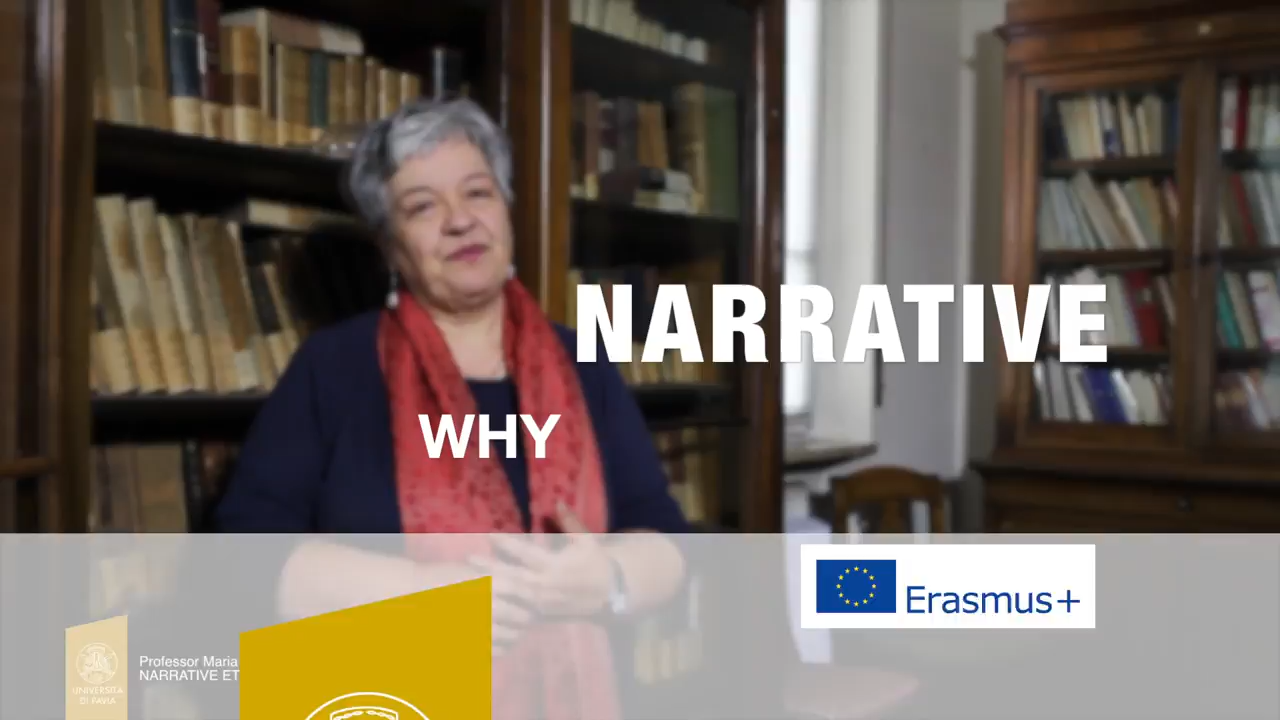 NARRATIVE
WHY
Erasmus+
Professor Maria
NARRATIVE ET
UNIVERSITÀ
DI PAVIA